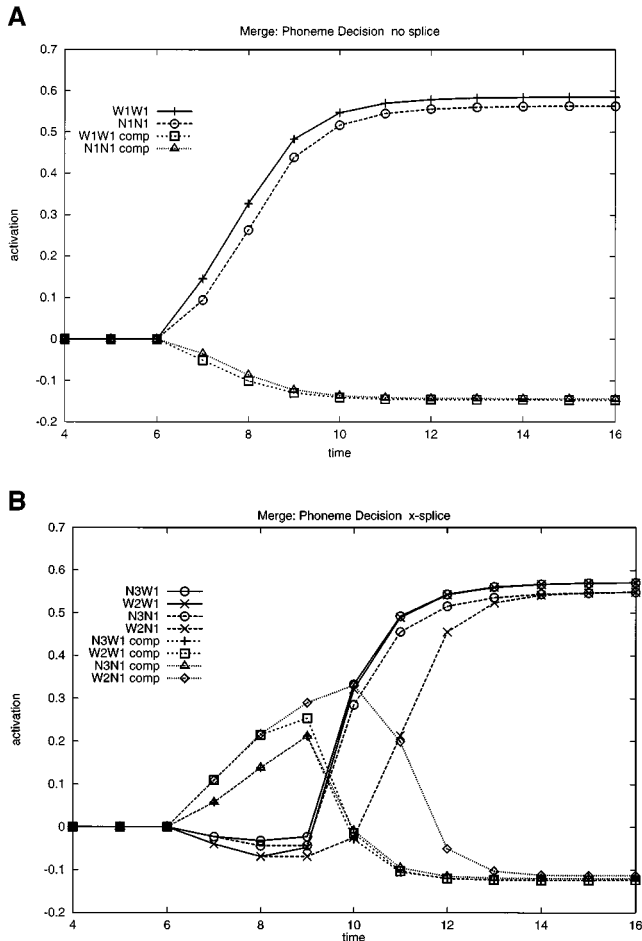 A
Merge: Phoneme Decision no splice
0.7
0.6
0.5
0.4
0.3
0.2
0.1
0
-0.1
-0.2
activation
W1W1
N1N1
W1W1 comp
N1N1 comp
4 6 8 10 12 14 16
time
B
Merge: Phoneme Decision x-splice
0.7
0.6
0.5
0.4
0.3
0.2
0.1
0
-0.1
-0.2
activation
N3W1
W2W1
N3N1
W2N1
N3W1 comp
W2W1 comp
N3N1 comp
W2N1 comp
4 6 8 10 12 14 16
time